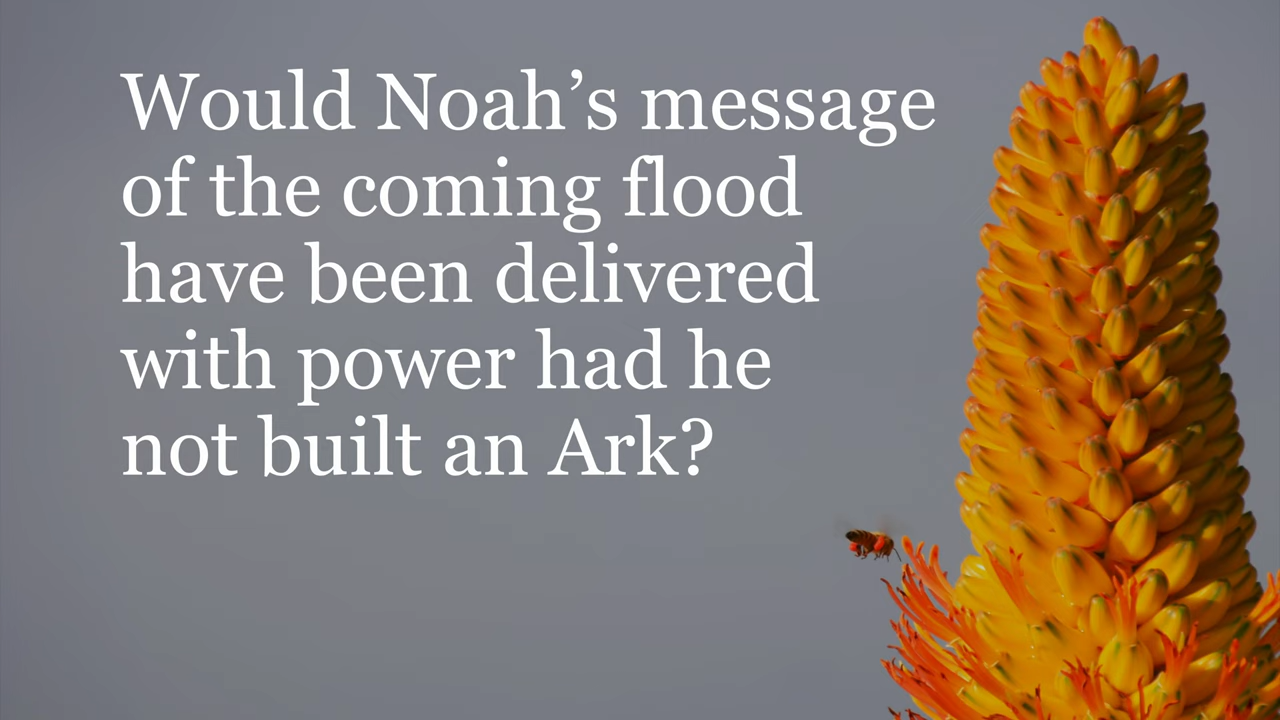 Would Noah’s message
of the coming flood
have been delivered
with power had he
not built an Ark?